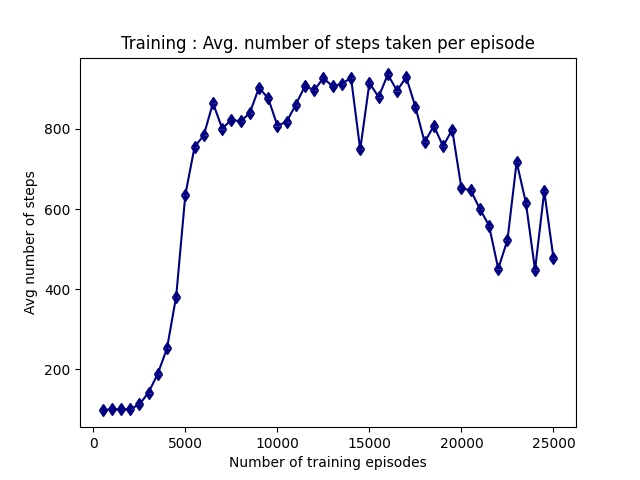 Training : Avg. number of steps taken per episode
800
600
400
200
Avg number of steps
0 5000 10000 15000 20000 25000
Number of training episodes